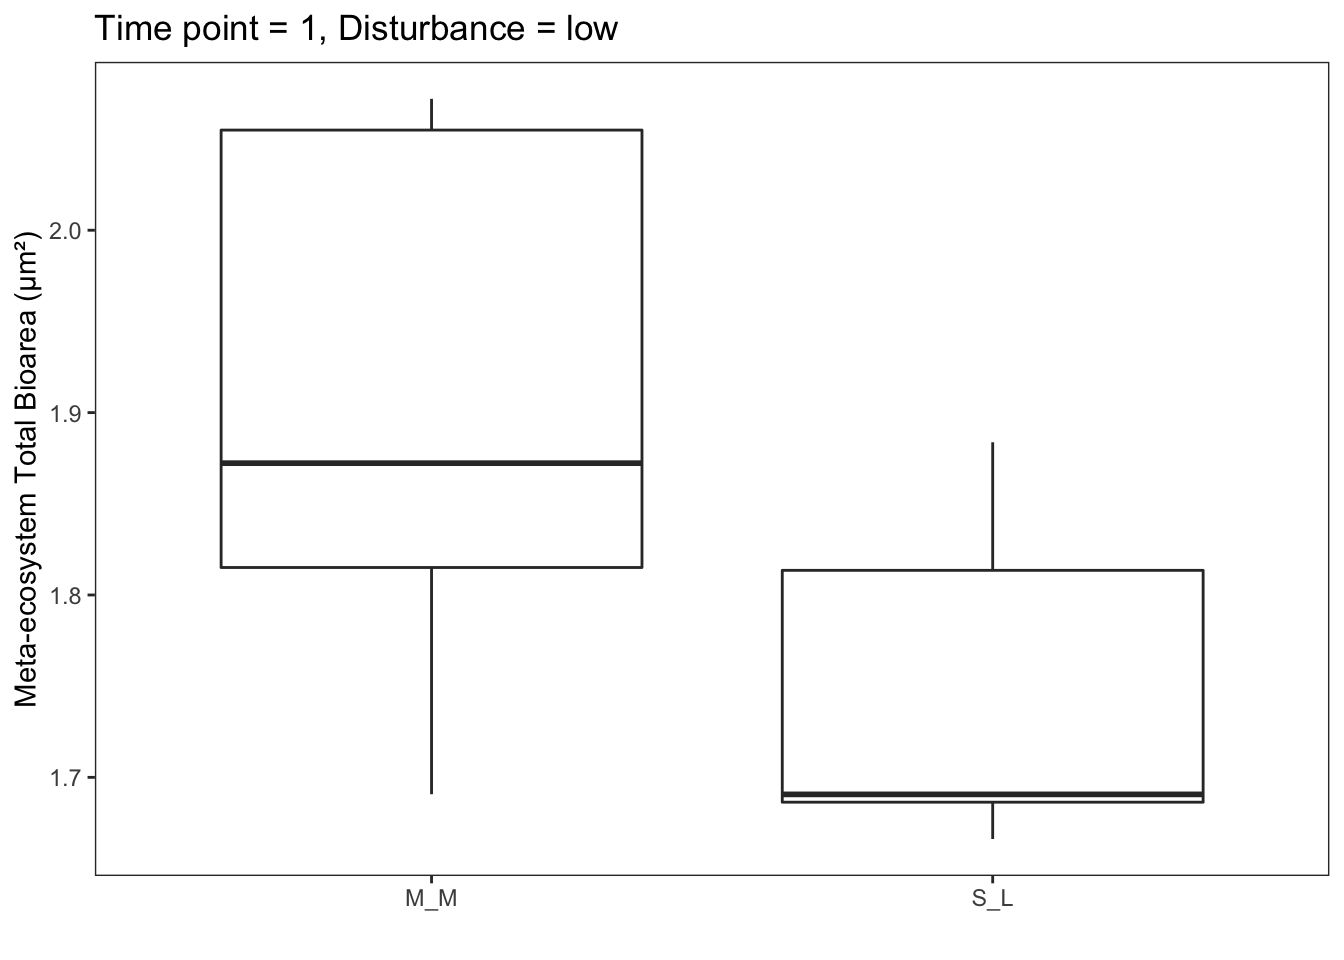 Time point = 1, Disturbance = low
Meta-ecosystem Total Bioarea (µm²)
2.0
1.9
1.8
1.7
M_M
S_L